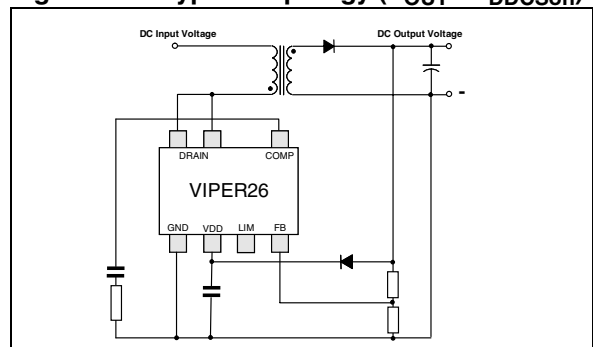 DC Input Voltage
DC Output Voltage
-
DRAIN
COMP
VIPER26
GND VDD LIM FB